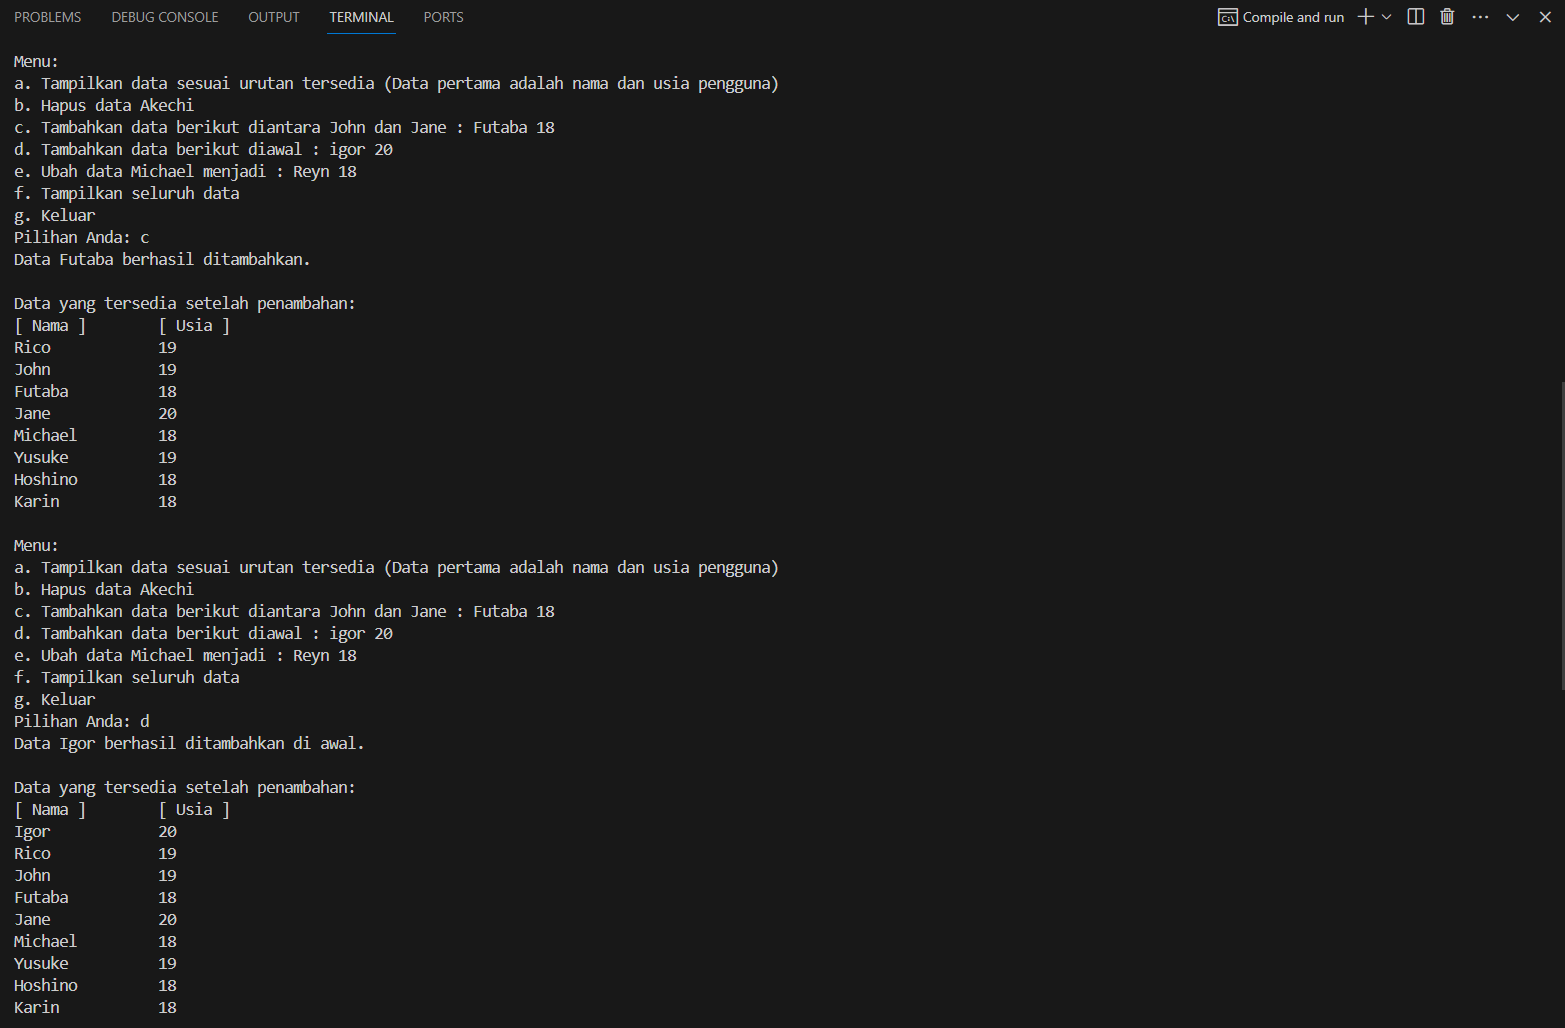 PROBLEMS DEBUG CONSOLE OUTPUT TERMINAL PORTS Compile and run
Menu:
a. Tampilkan data sesuai urutan tersedia (Data pertama adalah nama dan usia pengguna)
b. Hapus data Akechi
c. Tambahkan data berikut diantara John dan Jane : Futaba 18
d. Tambahkan data berikut diawal : igor 20
e. Ubah data Michael menjadi : Reyn 18
f. Tampilkan seluruh data
g. Keluar
Pilihan Anda: c
Data Futaba berhasil ditambahkan.
Data yang tersedia setelah penambahan:
[ Nama ] [ Usia ]
Rico 19
John 19
Futaba 18
Jane 20
Michael 18
Yusuke 19
Hoshino 18
Karin 18
Menu:
a. Tampilkan data sesuai urutan tersedia (Data pertama adalah nama dan usia pengguna)
b. Hapus data Akechi
c. Tambahkan data berikut diantara John dan Jane : Futaba 18
d. Tambahkan data berikut diawal : igor 20
e. Ubah data Michael menjadi : Reyn 18
f. Tampilkan seluruh data
g. Keluar
Pilihan Anda: d
Data Igor berhasil ditambahkan di awal.
Data yang tersedia setelah penambahan:
[ Nama ] [ Usia ]
Igor 20
Rico 19
John 19
Futaba 18
Jane 20
Michael 18
Yusuke 19
Hoshino 18
Karin 18